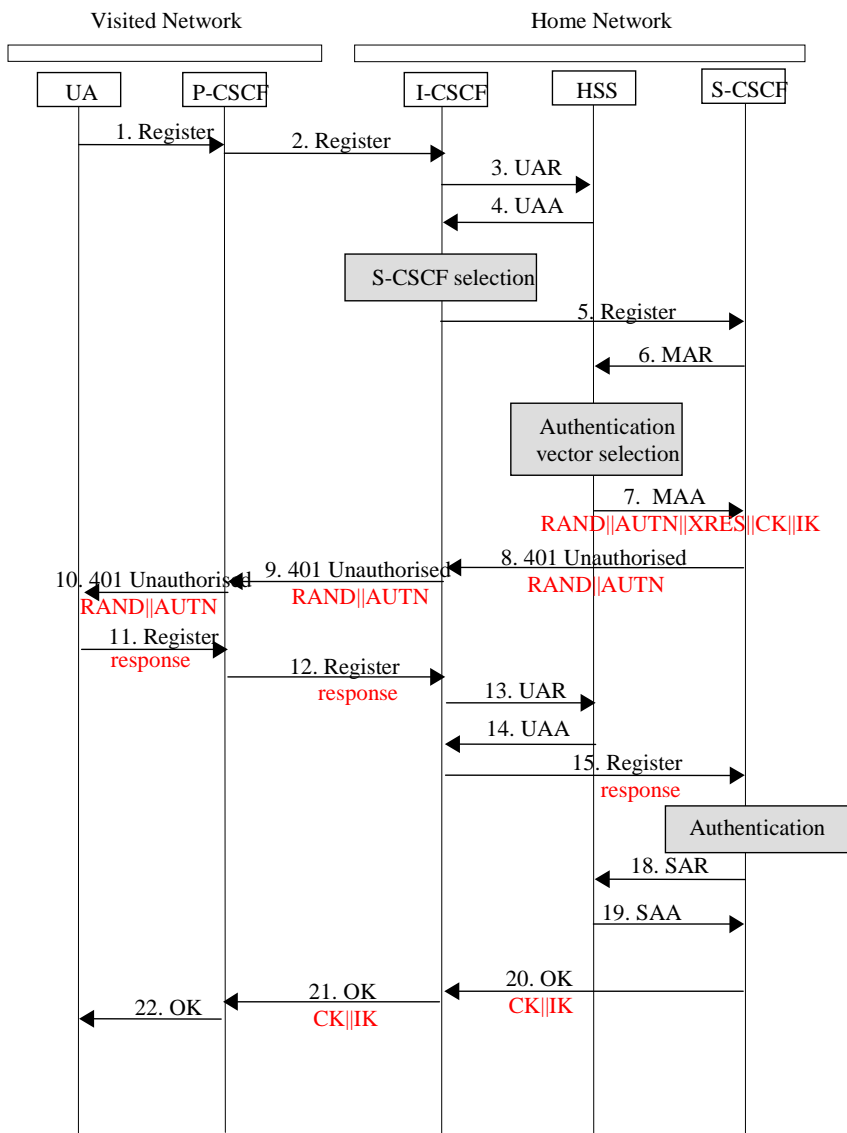 Visited Network
Home Network
UA
P-CSCF
I-CSCF
HSS
S-CSCF
1. Register
2. Register
3. UAR
4. UAA
S-CSCF selection
5. Register
6. MAR
Authentication
vector selection
7. MAA
RAND||AUTN||XRES||CK||IK
8. 401 Unauthorised
RAND||AUTN
9. 401 Unauthorised
RAND||AUTN
10. 401 Unauthorised
RAND||AUTN
11. Register
response
12. Register
response
13. UAR
14. UAA
15. Register
response
Authentication
18. SAR
19. SAA
20. OK
CK||IK
21. OK
CK||IK
22. OK